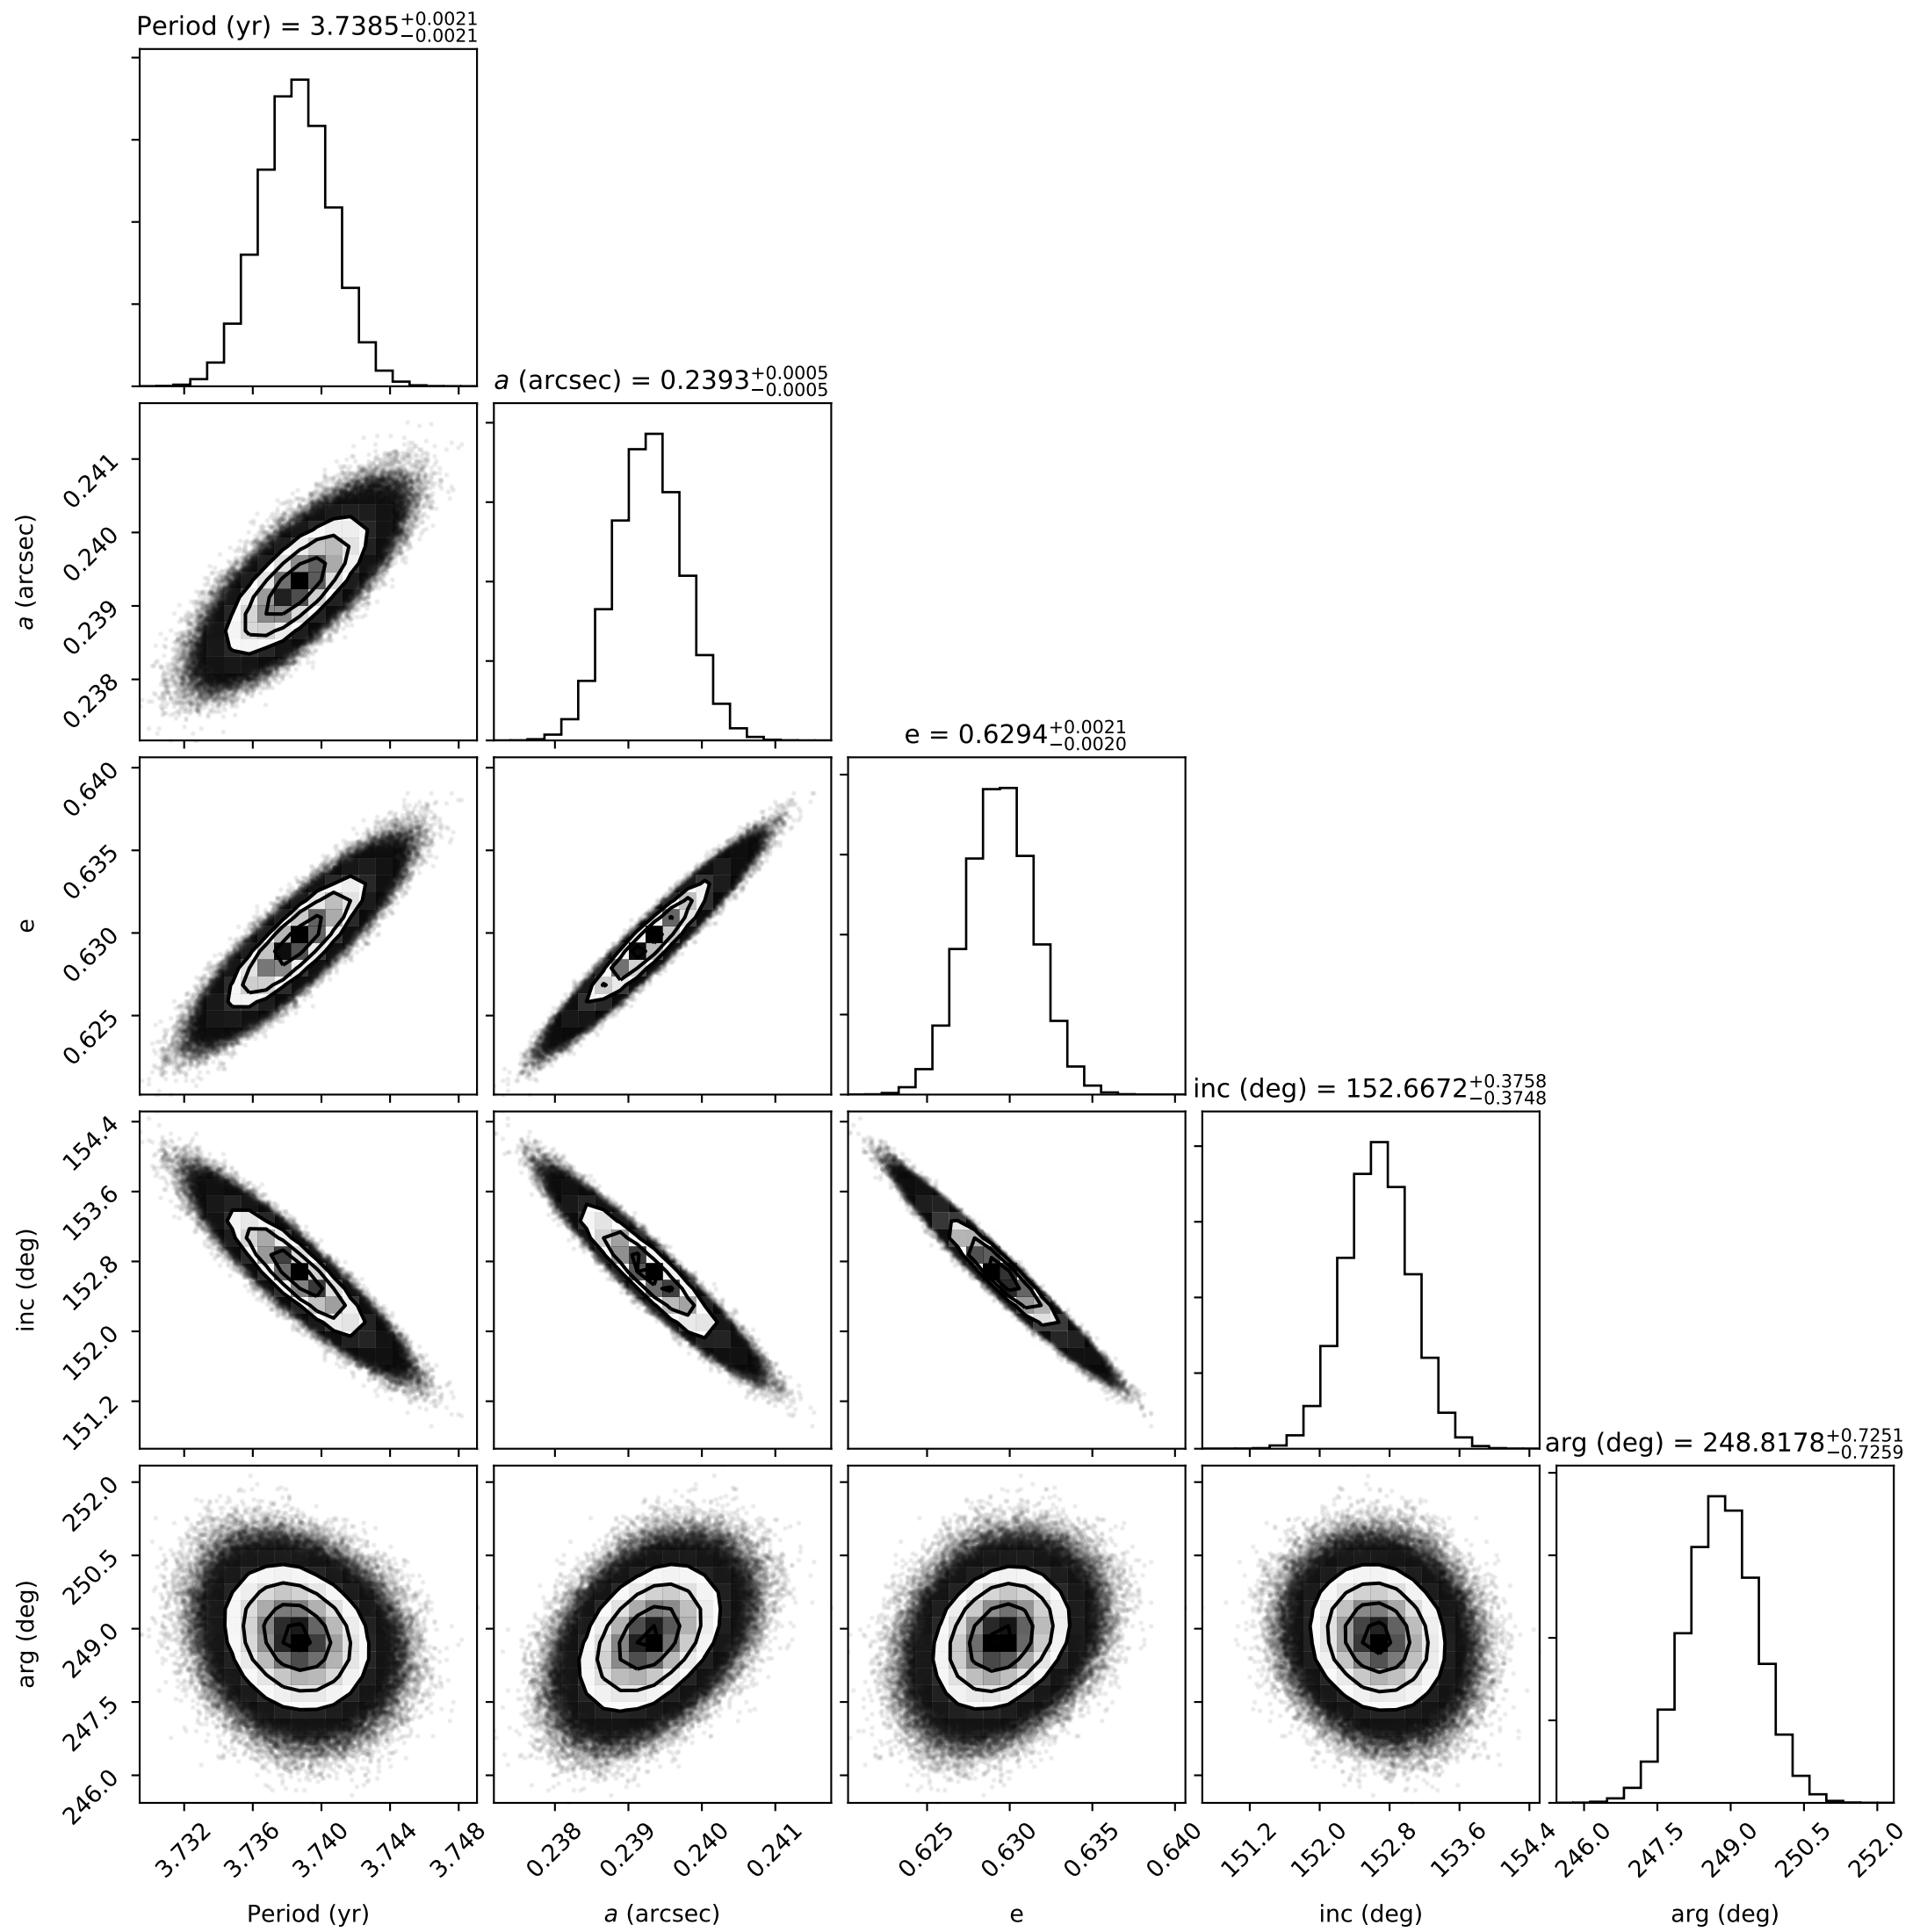 Period (yr) = 3.7385+0.0021 −0.0021
a (arcsec) = 0.2393+0.0005 −0.0005
0.241
0.240
0.239
0.238
a (arcsec)
e = 0.6294+0.0021 −0.0020
0.640
0.635
0.630
0.625
e
inc (deg) = 152.6672+0.3758 −0.3748
154.4
153.6
152.8
152.0
151.2
inc (deg)
arg (deg) = 248.8178+0.7251 −0.7259
252.0
250.5
249.0
247.5
246.0
arg (deg)
3.732 3.736 3.740 3.744 3.748 0.238 0.239 0.240 0.241 0.625 0.630 0.635 0.640 151.2 152.0 152.8 153.6 154.4 246.0 247.5 249.0 250.5 252.0
Period (yr) a (arcsec) e inc (deg) arg (deg)